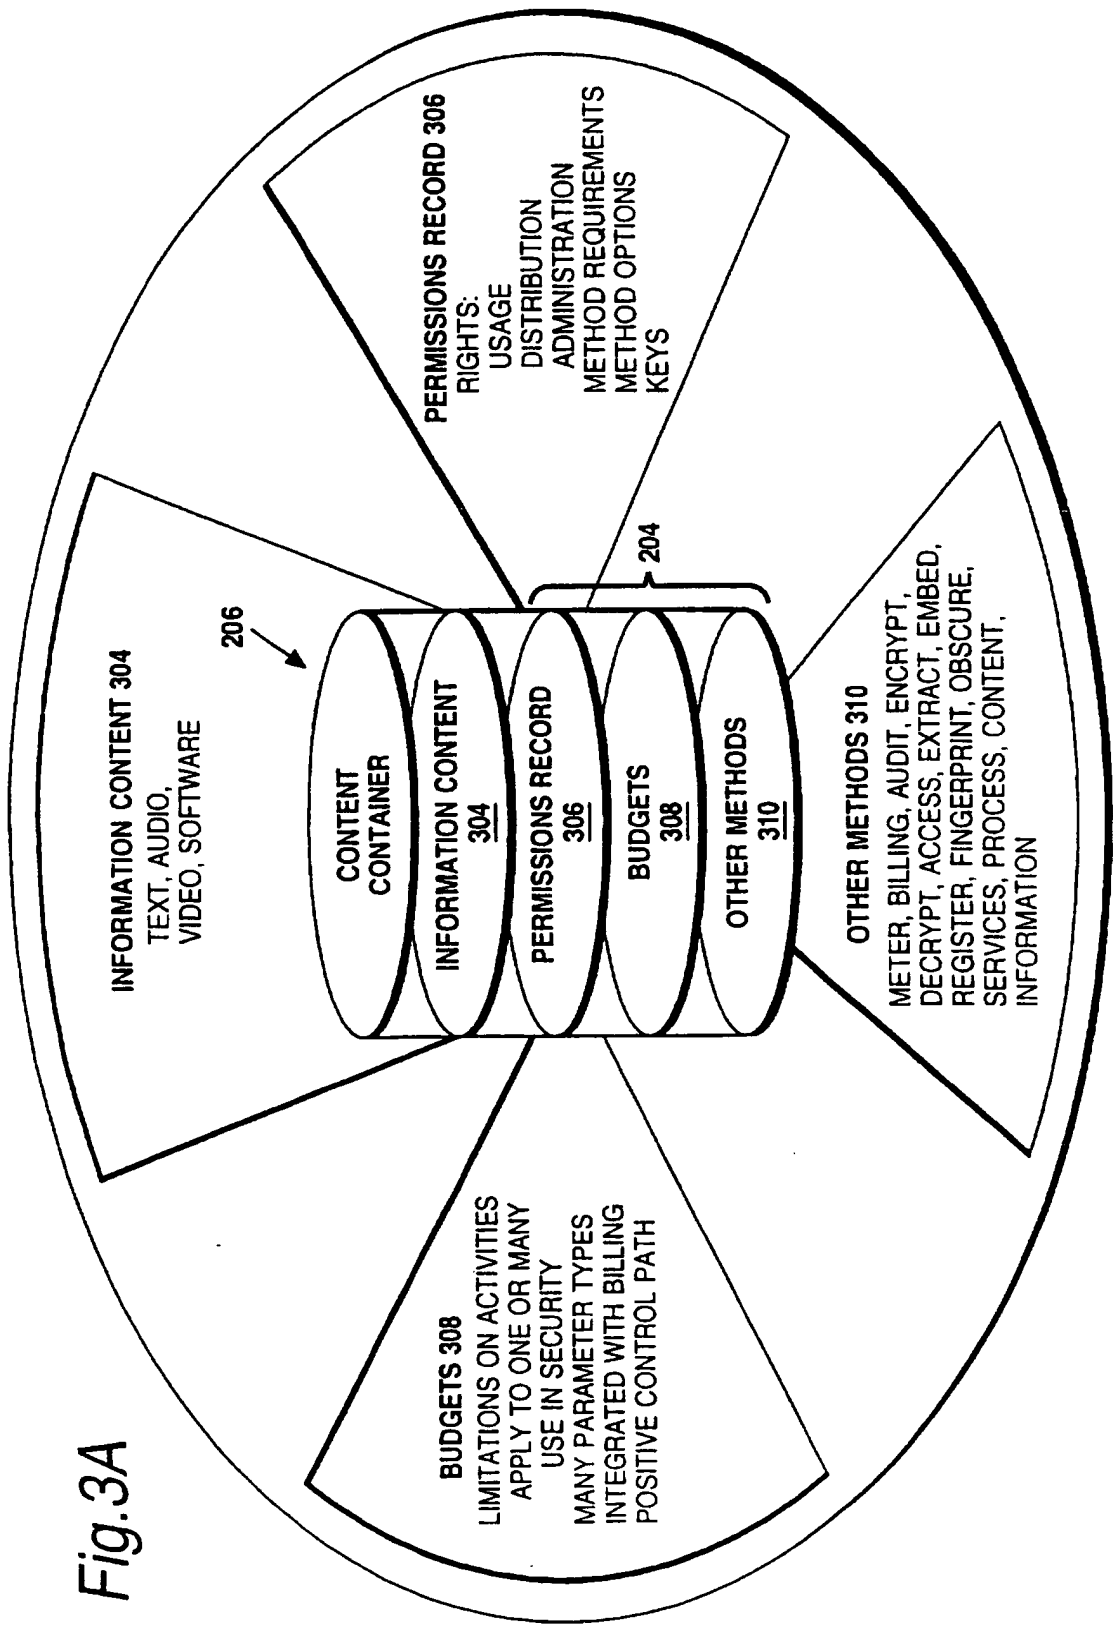 Fig.3A
INFORMATION CONTENT 304
TEXT, AUDIO,
VIDEO, SOFTWARE
206
CONTENT
CONTAINER
INFORMATION CONTENT
304
PERMISSIONS RECORD
306
BUDGETS
308
OTHER METHODS
310
204
BUDGETS 308
LIMITATIONS ON ACTIVITIES
APPLY TO ONE OR MANY
USE IN SECURITY
MANY PARAMETER TYPES
INTEGRATED WITH BILLING
POSITIVE CONTROL PATH
PERMISSIONS RECORD 306
RIGHTS:
USAGE
DISTRIBUTION
ADMINISTRATION
METHOD REQUIREMENTS
METHOD OPTIONS
KEYS
OTHER METHODS 310
METER, BILLING, AUDIT, ENCRYPT,
DECRYPT, ACCESS, EXTRACT, EMBED,
REGISTER, FINGERPRINT, OBSCURE,
SERVICES, PROCESS, CONTENT,
INFORMATION